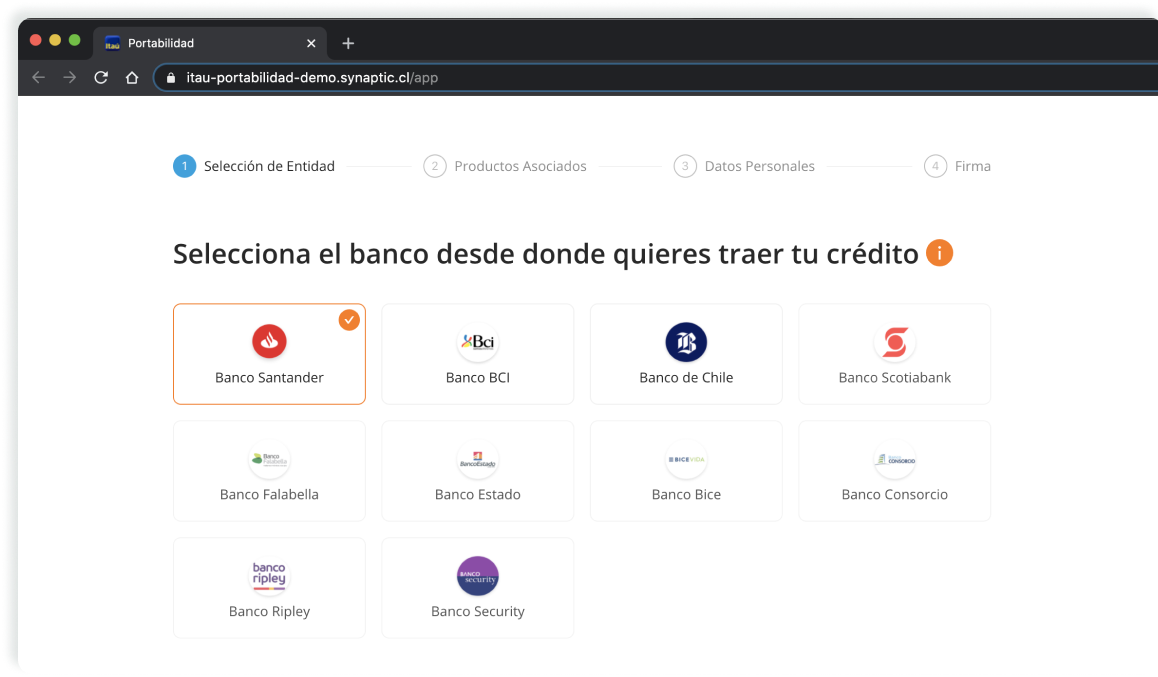 itaú Portabilidad
itau-portabilidad-demo.synaptic.cl/app
1 Selección de Entidad 2 Productos Asociados 3 Datos Personales 4 Firma
Selecciona el banco desde donde quieres traer tu crédito i
Bci B
Banco Santander Banco BCI Banco de Chile Banco Scotiabank
Banco
Falabella BancoEstado BICEVIDA CONSORCIO
Banco Falabella Banco Estado Banco Bice Banco Consorcio
banco BANCO
ripley security
Banco Ripley Banco Security